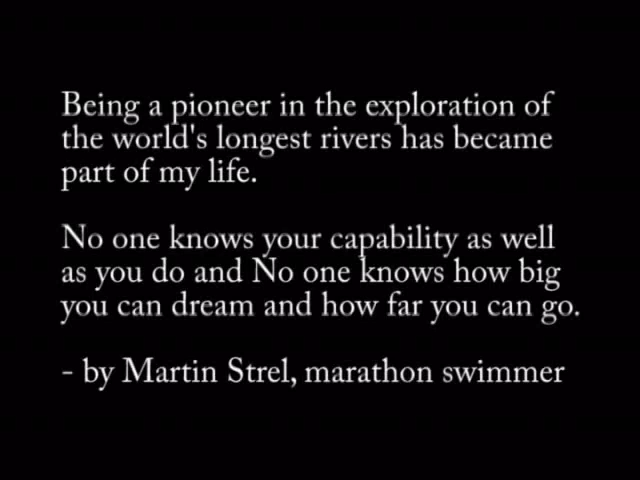 Being a pioneer in the exploration of
the world's longest rivers has became
part of my life.
No one knows your capability as well
as you do and No one knows how big
you can dream and how far you can go.
- by Martin Strel, marathon swimmer